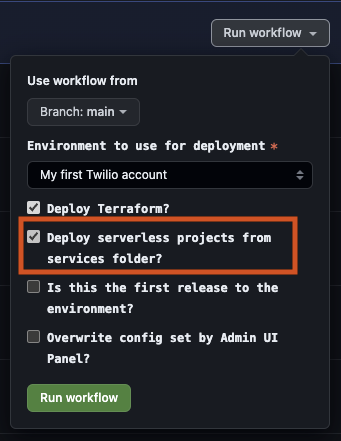 Run workflow
Use workflow from
Branch: main
Environment to use for deployment *
My first Twilio account
Deploy Terraform?
Deploy serverless projects from
services folder?
Is this the first release to the
environment?
Overwrite config set by Admin UI
Panel?
Run workflow